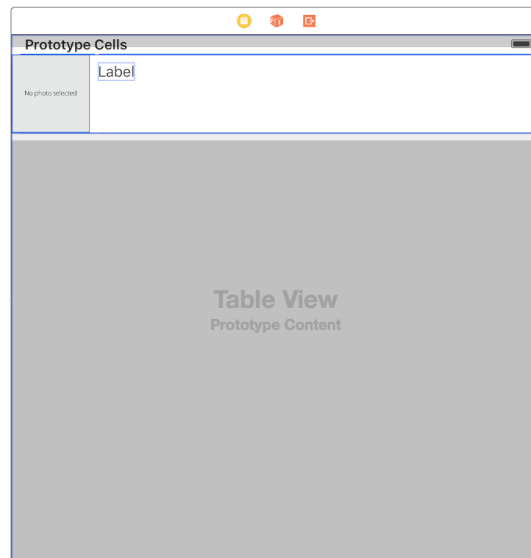 Prototype Cells
No photo selected
Label
Table View
Prototype Content